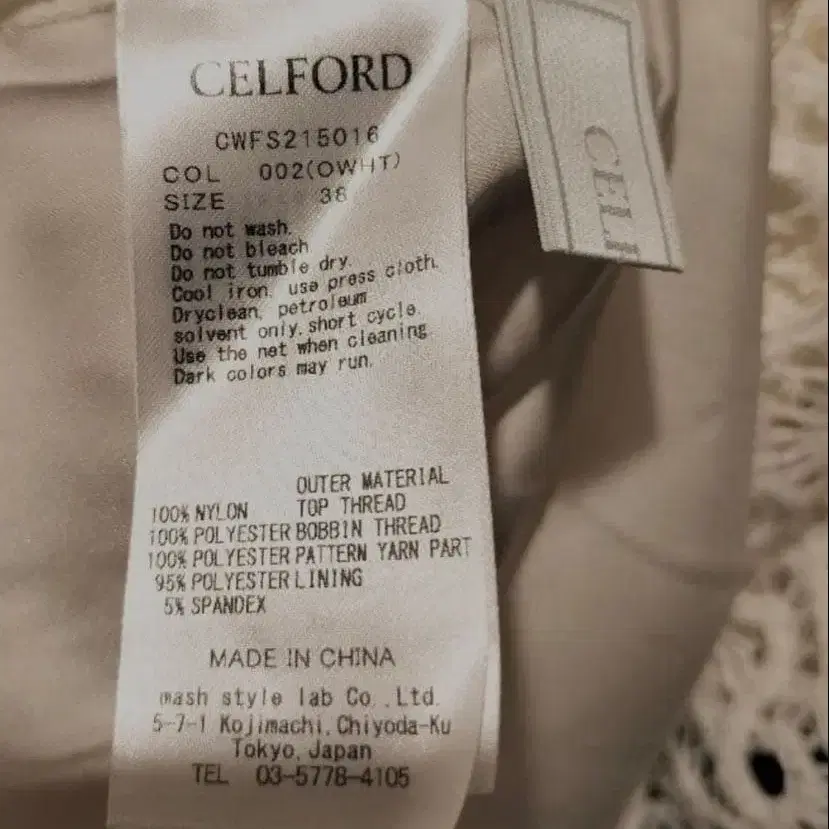 CELFORD
CWFS215016
COL 002(OWHT)
SIZE 38
Do not wash.
Do not bleach
Do not tumble dry.
Cool iron. use press cloth.
Dryclean, petroleum
solvent only. short cycle.
Use the net when cleaning
Dark colors may run.
OUTER MATERIAL
100% NYLON TOP THREAD
100% POLYESTER BOBBIN THREAD
100% POLYESTER PATTERN YARN PART
95% POLYESTER LINING
5% SPANDEX
MADE IN CHINA
mash style lab Co.,Ltd.
5-7-1 Kojimachi,Chiyoda-Ku
Tokyo,Japan
TEL 03-5778-4105